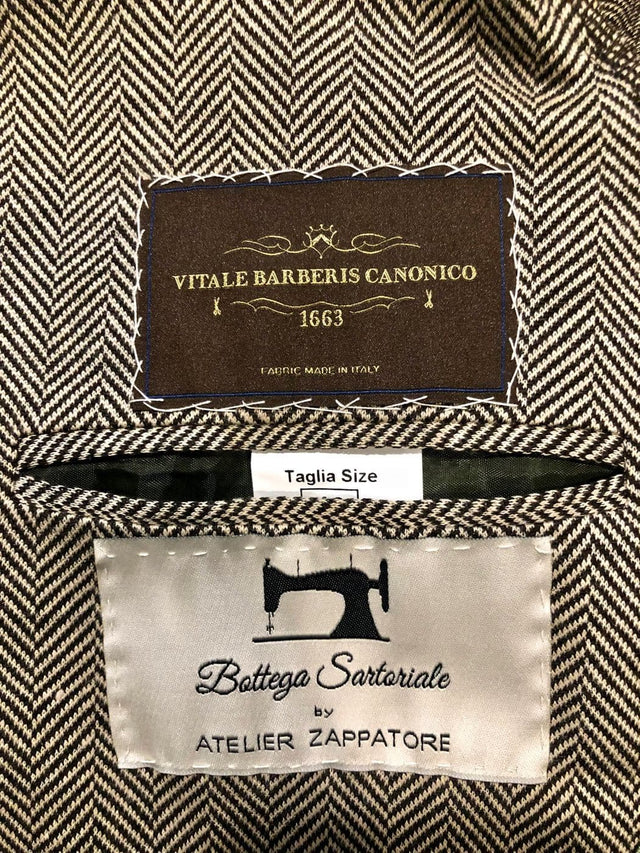 VITALE BARBERIS CANONICO
1663
FABRIC MADE IN ITALY
Taglia Size
Bottega Sartoriale
by
ATELIER ZAPPATORE